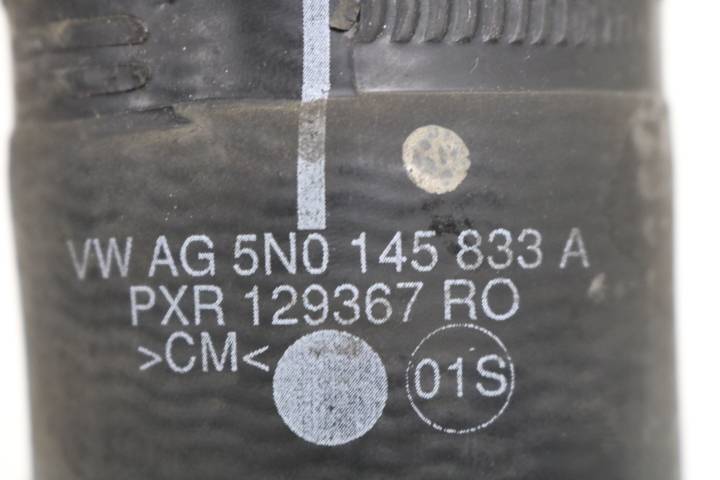 VW AG 5N0 145 833 A
PXR 129367 RO
>CM<
01S